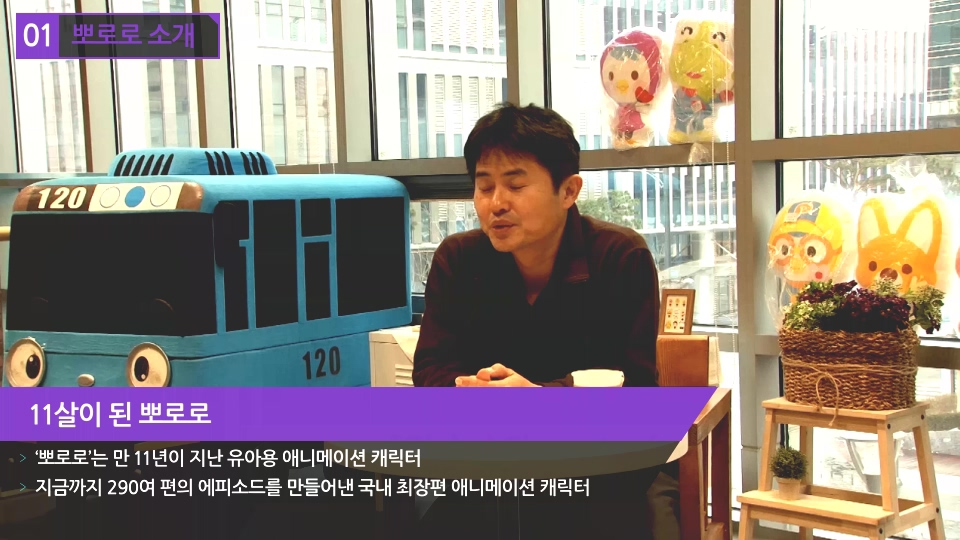 01 뽀로로 소개
120
120
11살이 된 뽀로로
> ‘뽀로로’는 만 11년이 지난 유아용 애니메이션 캐릭터
> 지금까지 290여 편의 에피소드를 만들어낸 국내 최장편 애니메이션 캐릭터